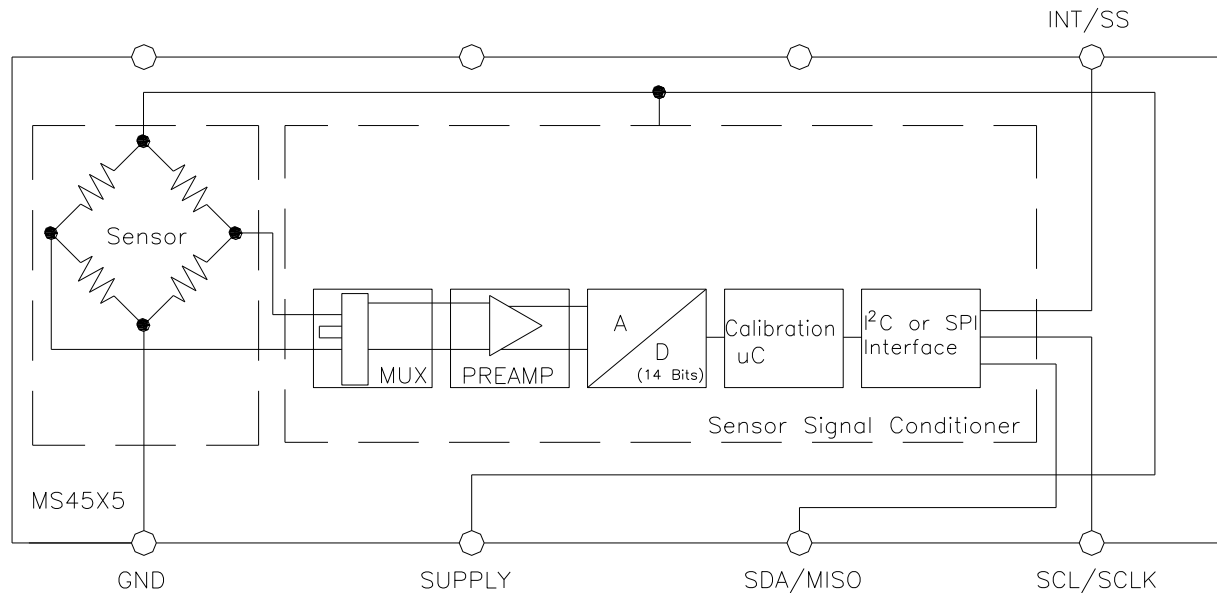 INT/SS
Sensor
MUX
PREAMP
A
D
(14 Bits)
Calibration
uC
I²C or SPI
Interface
Sensor Signal Conditioner
MS45X5
GND
SUPPLY
SDA/MISO
SCL/SCLK